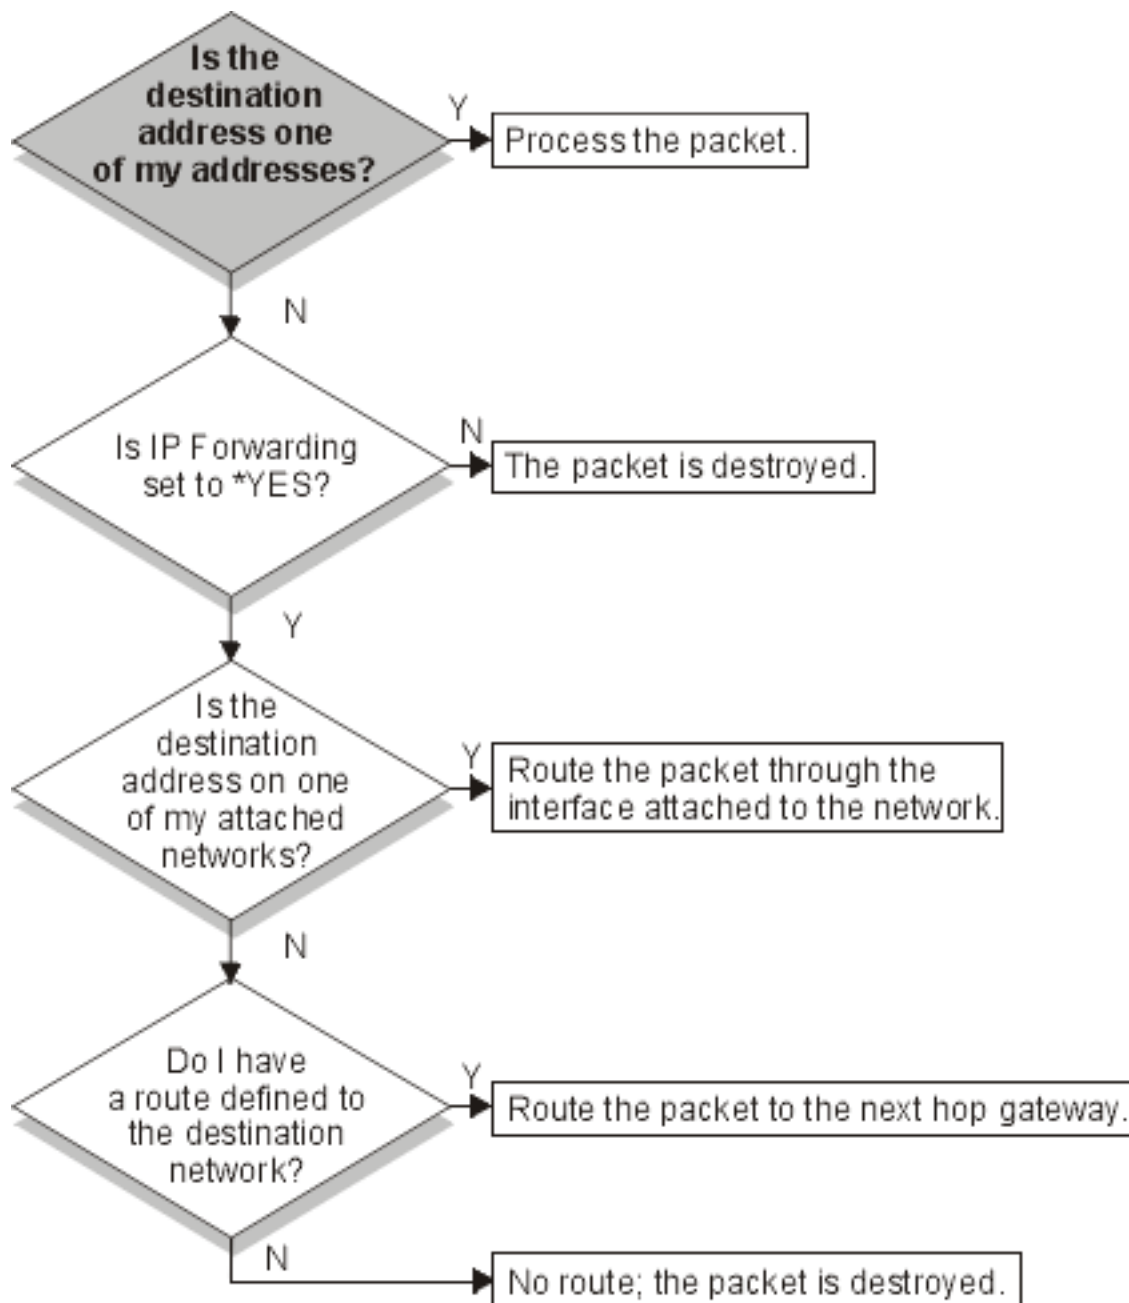 Is the
destination
address one
of my addresses?
Y
Process the packet.
N
Is IP Forwarding
set to *YES?
N
The packet is destroyed.
Y
Is the
destination
address on one
of my attached
networks?
Y
Route the packet through the
interface attached to the network.
N
Do I have
a route defined to
the destination
network?
Y
Route the packet to the next hop gateway.
N
No route; the packet is destroyed.